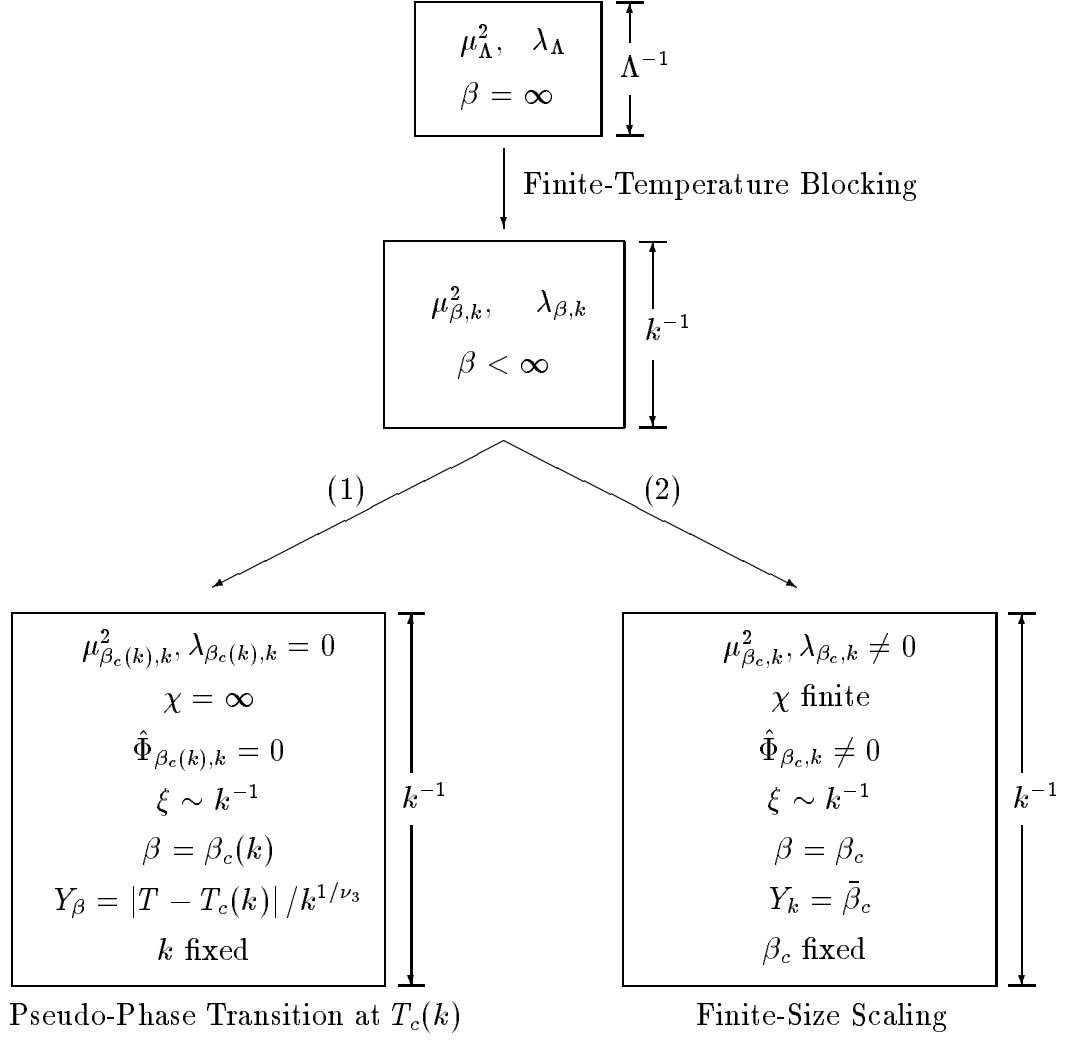 μ²_Λ, λ_Λ
Λ⁻¹
β = ∞
Finite-Temperature Blocking
μ²_{β,k}, λ_{β,k}
k⁻¹
β < ∞
(1)
(2)
μ²_{β_c(k),k}, λ_{β_c(k),k} = 0
χ = ∞
Φ̂_{β_c(k),k} = 0
ξ ∼ k⁻¹
k⁻¹
β = β_c(k)
Y_β = |T − T_c(k)| /k^{1/ν₃}
k fixed
Pseudo-Phase Transition at T_c(k)
μ²_{β_c,k}, λ_{β_c,k} ≠ 0
χ finite
Φ̂_{β_c,k} ≠ 0
ξ ∼ k⁻¹
k⁻¹
β = β_c
Y_k = β̄_c
β_c fixed
Finite-Size Scaling